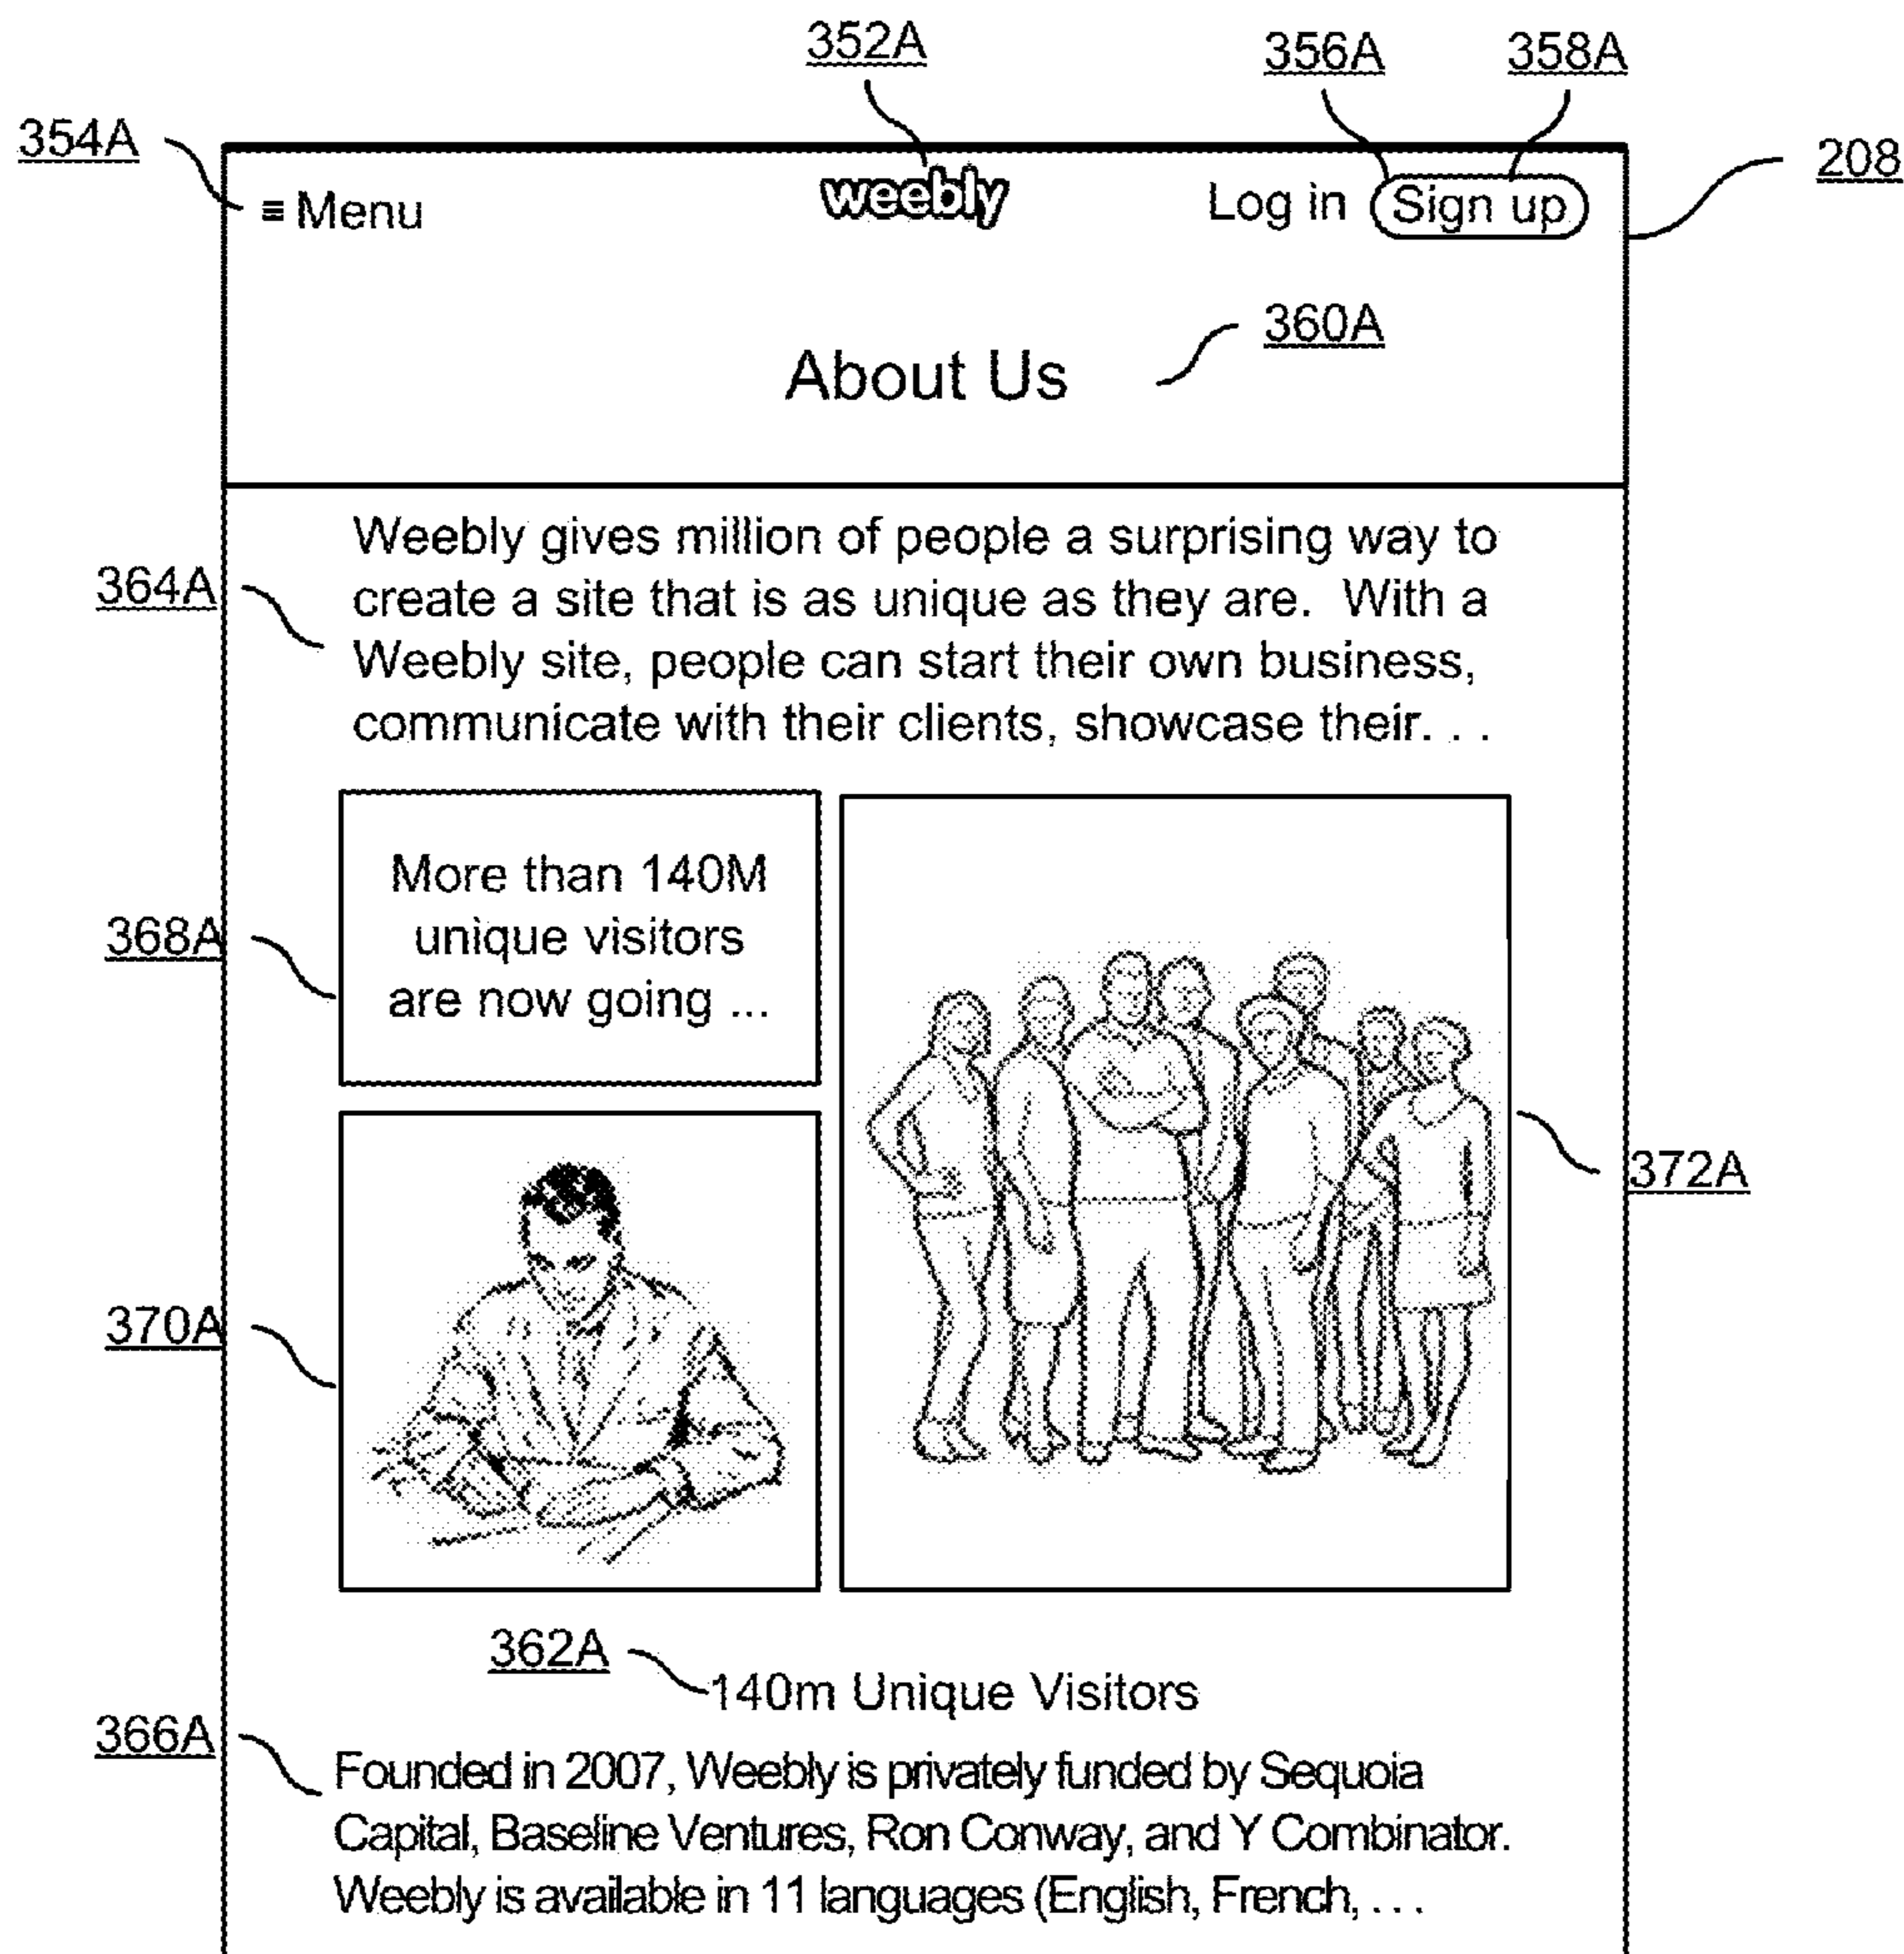 352A
356A 358A
354A
208
≡ Menu
weebly
Log in
Sign up
360A
About Us
Weebly gives million of people a surprising way to
364A
create a site that is as unique as they are. With a
Weebly site, people can start their own business,
communicate with their clients, showcase their. . .
More than 140M
368A
unique visitors
are now going ...
372A
370A
362A
140m Unique Visitors
366A
Founded in 2007, Weebly is privately funded by Sequoia
Capital, Baseline Ventures, Ron Conway, and Y Combinator.
Weebly is available in 11 languages (English, French, . . .